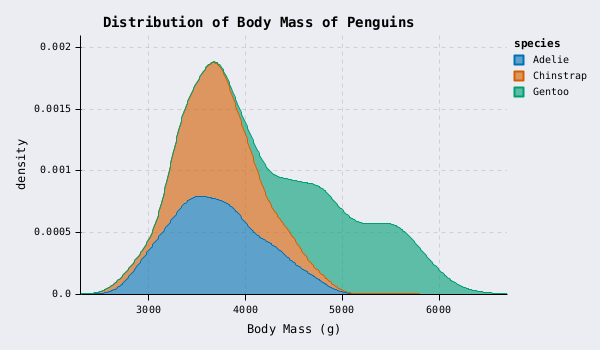 Distribution of Body Mass of Penguins
species
Adelie
Chinstrap
Gentoo
0.002
0.0015
0.001
0.0005
0.0
density
3000
4000
5000
6000
Body Mass (g)